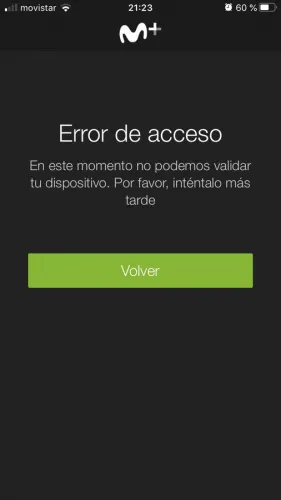 movistar 21:23 60 %
M+
Error de acceso
En este momento no podemos validar
tu dispositivo. Por favor, inténtalo más
tarde
Volver